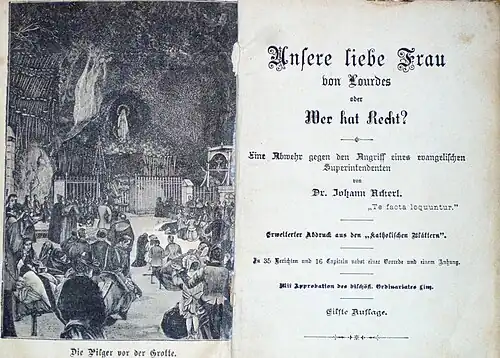 Die Pilger vor der Grotte.
Unsere liebe Frau
von Lourdes
oder
Wer hat Recht?
Eine Abwehr gegen den Angriff eines evangelischen
Superintendenten
von
Dr. Johann Ackerl.
„Te facta loquuntur.“
Erweiterter Abdruck aus den „Katholischen Blättern“.
In 35 Berichten und 16 Capiteln nebst einer Vorrede und einem Anhang.
Mit Approbation des bischöfl. Ordinariates Linz.
Elfte Auflage.